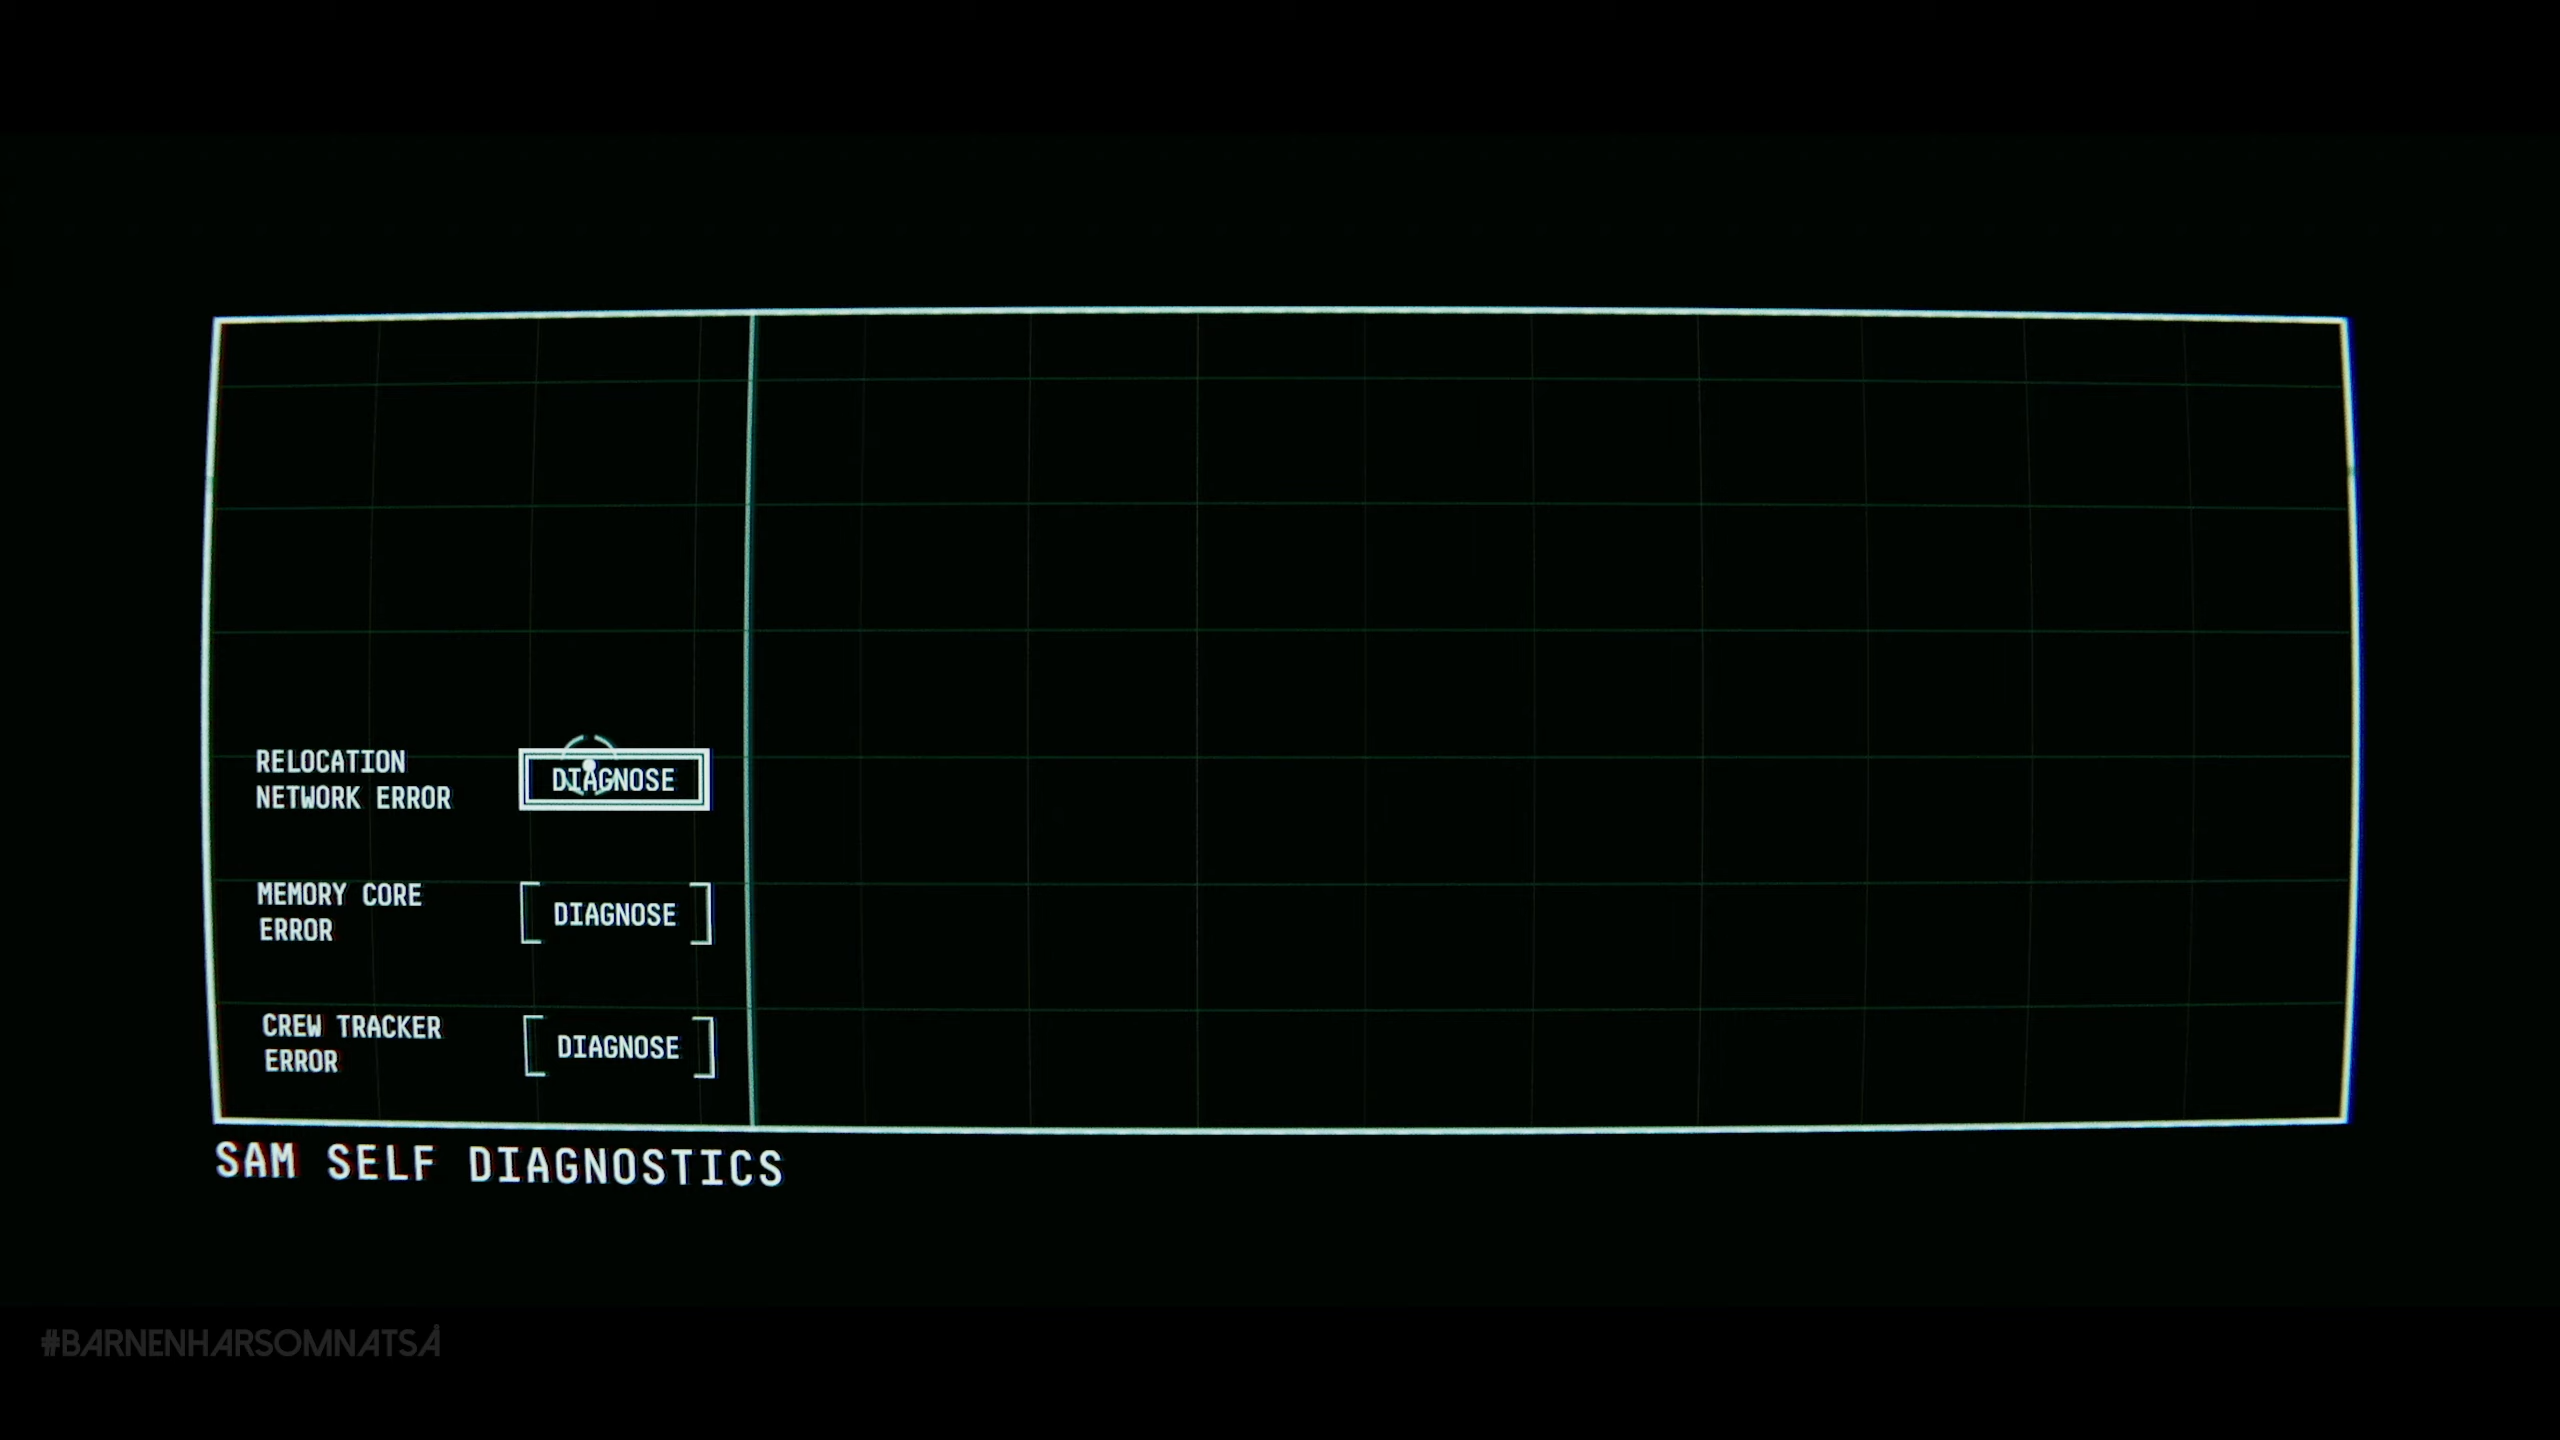 RELOCATION
NETWORK ERROR
DIAGNOSE
MEMORY CORE
ERROR
DIAGNOSE
CREW TRACKER
ERROR
DIAGNOSE
SAM SELF DIAGNOSTICS
#BARNENHARSOMNATSÅ